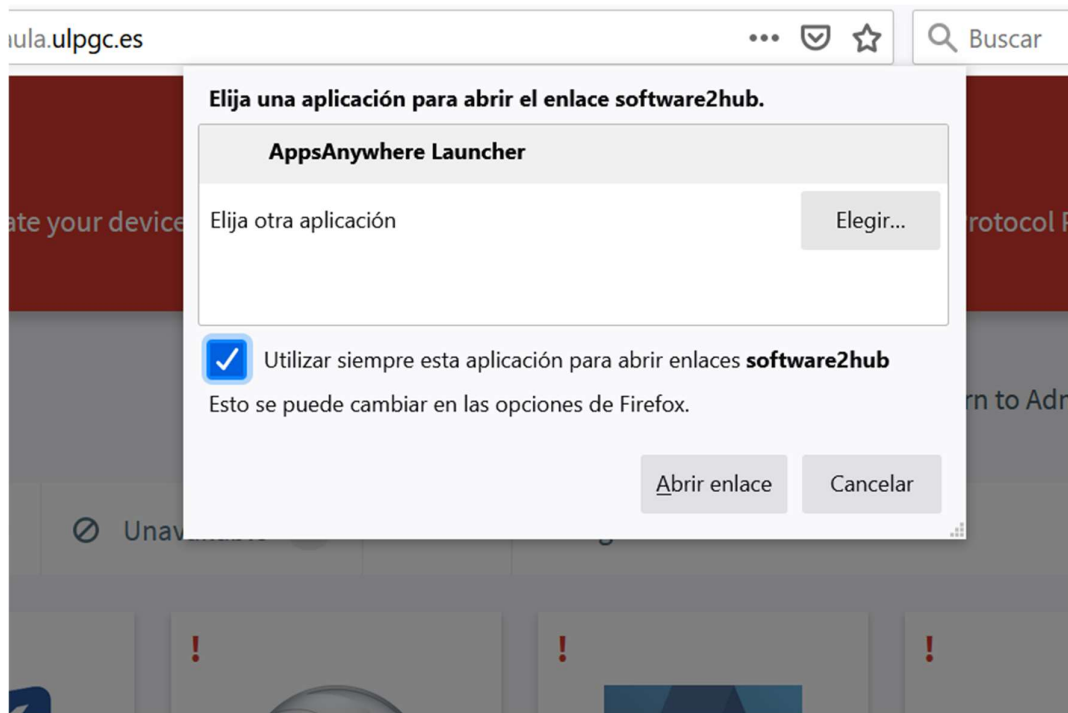 aula.ulpgc.es
Buscar
Elija una aplicación para abrir el enlace software2hub.
AppsAnywhere Launcher
ate your device
Elija otra aplicación
Elegir...
rotocol
Utilizar siempre esta aplicación para abrir enlaces software2hub
Esto se puede cambiar en las opciones de Firefox.
rn to Adr
Abrir enlace
Cancelar
!
!
!